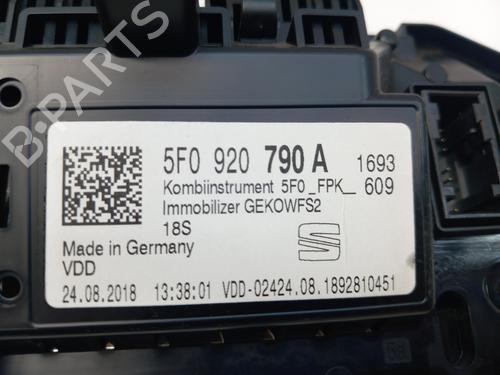 B-PARTS
5F0 920 790 A 1693
Kombiinstrument 5F0_FPK_ 609
Immobilizer GEKOWFS2
18S
Made in Germany
VDD
24.08.2018 13:38:01 VDD-02424.08.1892810451